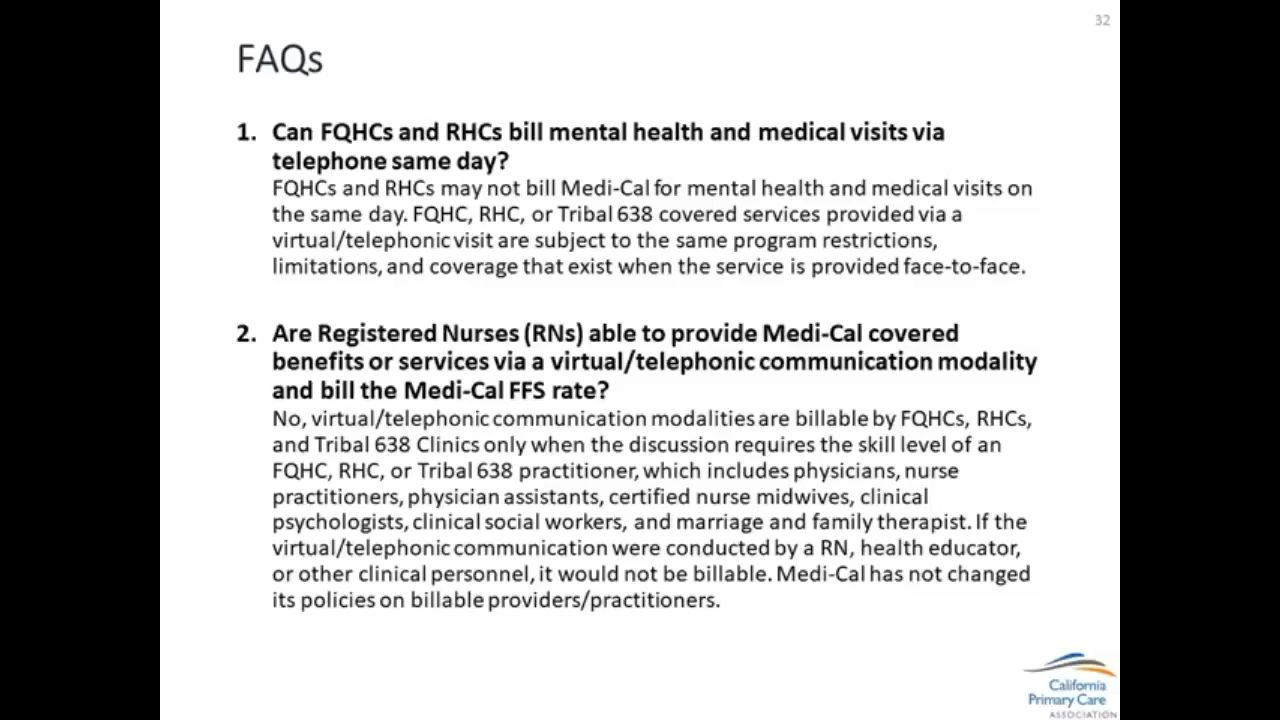 32
FAQs
1. Can FQHCs and RHCs bill mental health and medical visits via
telephone same day?
FQHCs and RHCs may not bill Medi-Cal for mental health and medical visits on
the same day. FQHC, RHC, or Tribal 638 covered services provided via a
virtual/telephonic visit are subject to the same program restrictions,
limitations, and coverage that exist when the service is provided face-to-face.
2. Are Registered Nurses (RNs) able to provide Medi-Cal covered
benefits or services via a virtual/telephonic communication modality
and bill the Medi-Cal FFS rate?
No, virtual/telephonic communication modalities are billable by FQHCs, RHCs,
and Tribal 638 Clinics only when the discussion requires the skill level of an
FQHC, RHC, or Tribal 638 practitioner, which includes physicians, nurse
practitioners, physician assistants, certified nurse midwives, clinical
psychologists, clinical social workers, and marriage and family therapist. If the
virtual/telephonic communication were conducted by a RN, health educator,
or other clinical personnel, it would not be billable. Medi-Cal has not changed
its policies on billable providers/practitioners.
California
Primary Care
ASSOCIATION